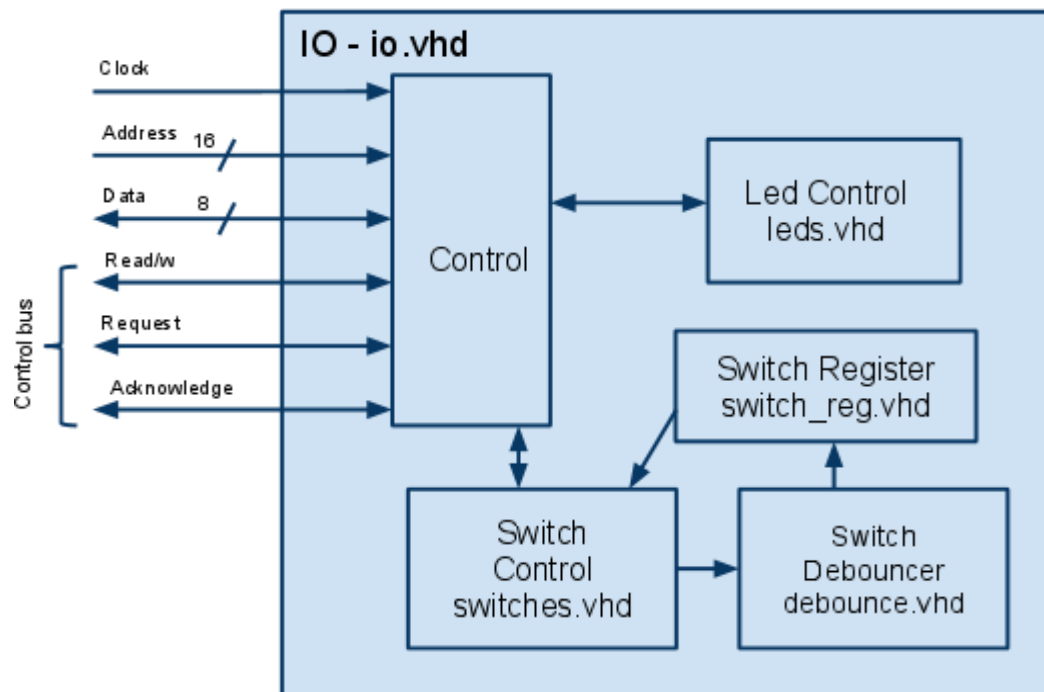 IO - io.vhd
Clock
Address
16
Data
8
Read/w
Request
Acknowledge
Control bus
Control
Led Control
leds.vhd
Switch Register
switch_reg.vhd
Switch
Control
switches.vhd
Switch
Debouncer
debounce.vhd